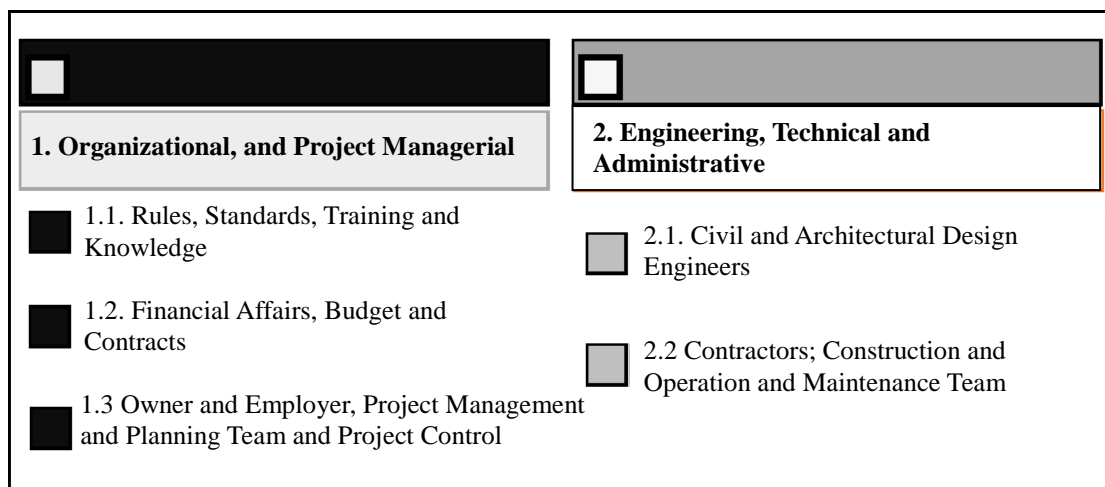 1. Organizational, and Project Managerial
1.1. Rules, Standards, Training and
Knowledge
1.2. Financial Affairs, Budget and
Contracts
1.3 Owner and Employer, Project Management
and Planning Team and Project Control
2. Engineering, Technical and
Administrative
2.1. Civil and Architectural Design
Engineers
2.2 Contractors; Construction and
Operation and Maintenance Team